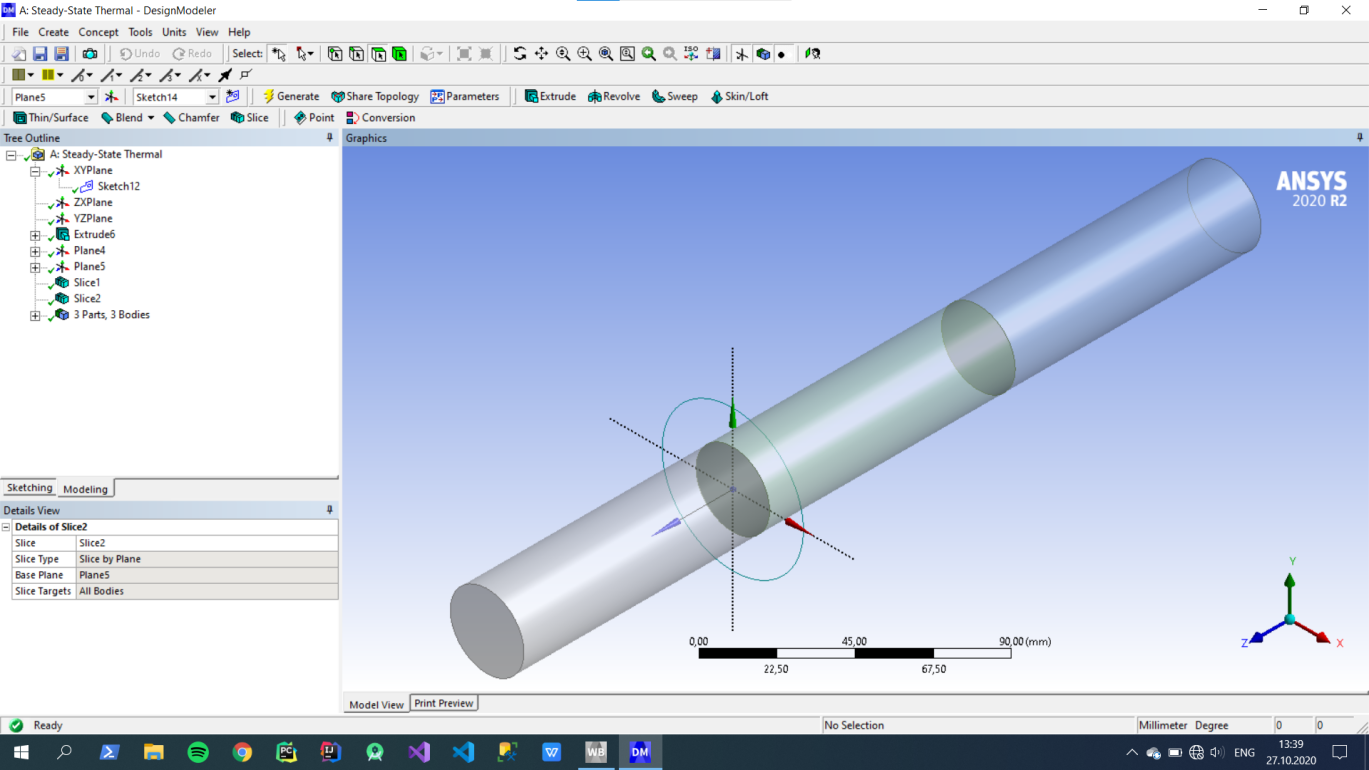 A: Steady-State Thermal - DesignModeler
File Create Concept Tools Units View Help
Undo Redo Select: ISO
Plane5 Sketch14 Generate Share Topology Parameters Extrude Revolve Sweep Skin/Loft
Thin/Surface Blend Chamfer Slice Point Conversion
Tree Outline
Graphics
A: Steady-State Thermal
XYPlane
Sketch12
ZXPlane
YZPlane
Extrude6
Plane4
Plane5
Slice1
Slice2
3 Parts, 3 Bodies
Sketching Modeling
Details View
Details of Slice2
Slice Slice2
Slice Type Slice by Plane
Base Plane Plane5
Slice Targets All Bodies
ANSYS
2020 R2
Y
Z X
0,00 45,00 90,00 (mm)
22,50 67,50
Model View Print Preview
Ready No Selection Millimeter Degree 0 0
PC IJ W WB DM
ENG 13:39
27.10.2020